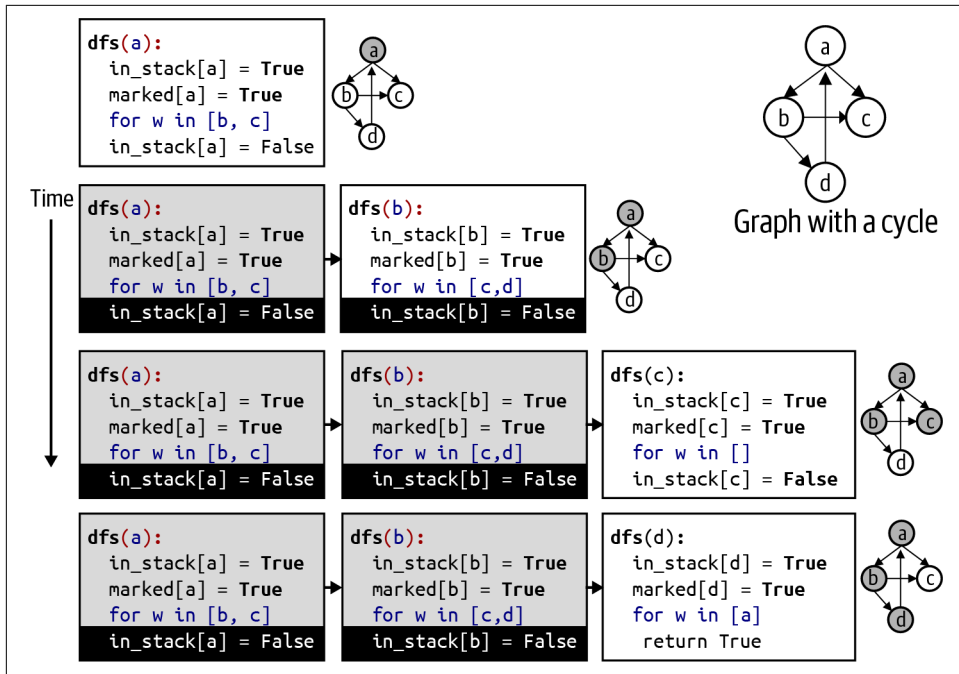 dfs(a):
in_stack[a] = True
marked[a] = True
for w in [b, c]
in_stack[a] = False
a
b
c
d
a
b
c
d
Graph with a cycle
Time
dfs(a):
in_stack[a] = True
marked[a] = True
for w in [b, c]
in_stack[a] = False
dfs(b):
in_stack[b] = True
marked[b] = True
for w in [c,d]
in_stack[b] = False
a
b
c
d
dfs(a):
in_stack[a] = True
marked[a] = True
for w in [b, c]
in_stack[a] = False
dfs(b):
in_stack[b] = True
marked[b] = True
for w in [c,d]
in_stack[b] = False
dfs(c):
in_stack[c] = True
marked[c] = True
for w in []
in_stack[c] = False
a
b
c
d
dfs(a):
in_stack[a] = True
marked[a] = True
for w in [b, c]
in_stack[a] = False
dfs(b):
in_stack[b] = True
marked[b] = True
for w in [c,d]
in_stack[b] = False
dfs(d):
in_stack[d] = True
marked[d] = True
for w in [a]
return True
a
b
c
d